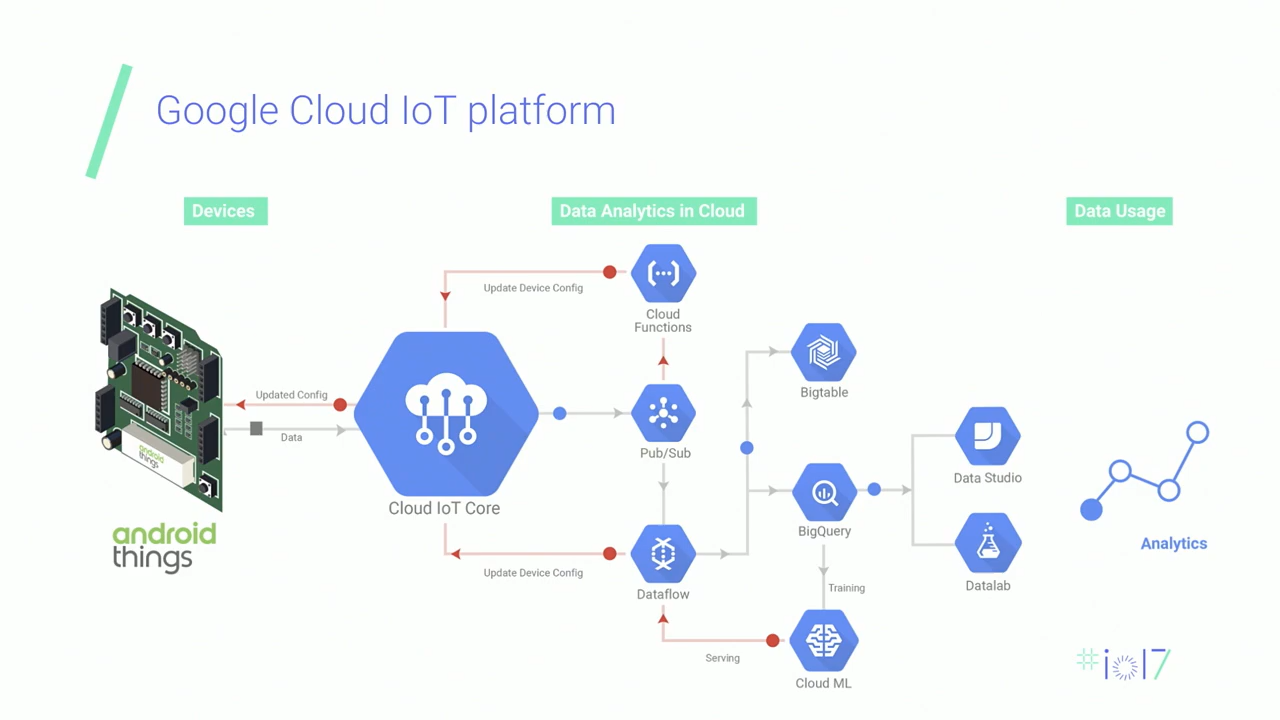 Google Cloud IoT platform
Devices
Data Analytics in Cloud
Data Usage
Update Device Config
Cloud
Functions
Updated Config
Data
android
things
android
things
Cloud IoT Core
Pub/Sub
Update Device Config
Dataflow
Bigtable
BigQuery
Training
Serving
Cloud ML
Data Studio
Datalab
Analytics
#io17